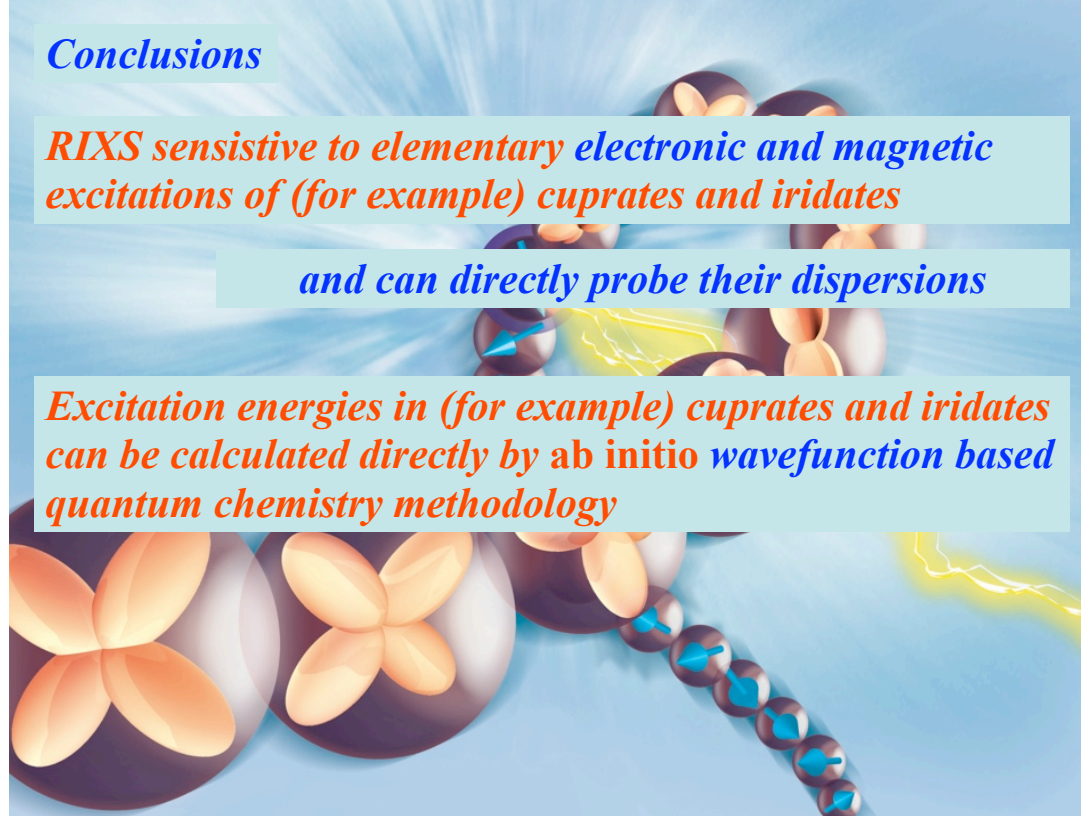 Conclusions
RIXS sensistive to elementary electronic and magnetic
excitations of (for example) cuprates and iridates
and can directly probe their dispersions
Excitation energies in (for example) cuprates and iridates
can be calculated directly by ab initio wavefunction based
quantum chemistry methodology